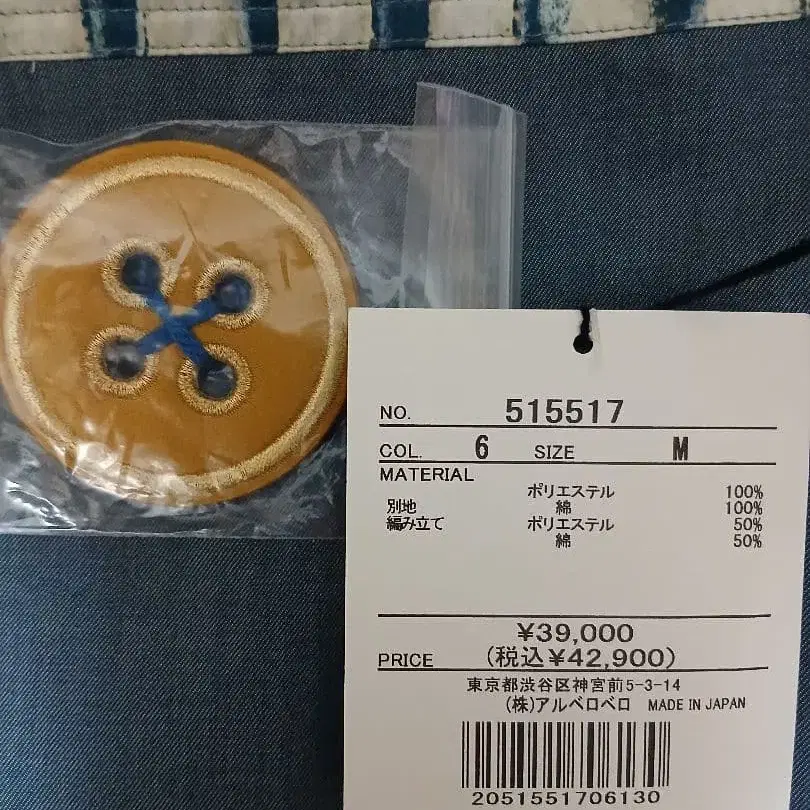 NO. 515517
COL. 6 SIZE M
MATERIAL
ポリエステル 100%
別地 綿 100%
編み立て ポリエステル 50%
綿 50%
¥39,000
PRICE (税込¥42,900)
東京都渋谷区神宮前5-3-14
(株)アルベロベロ MADE IN JAPAN
2051551706130